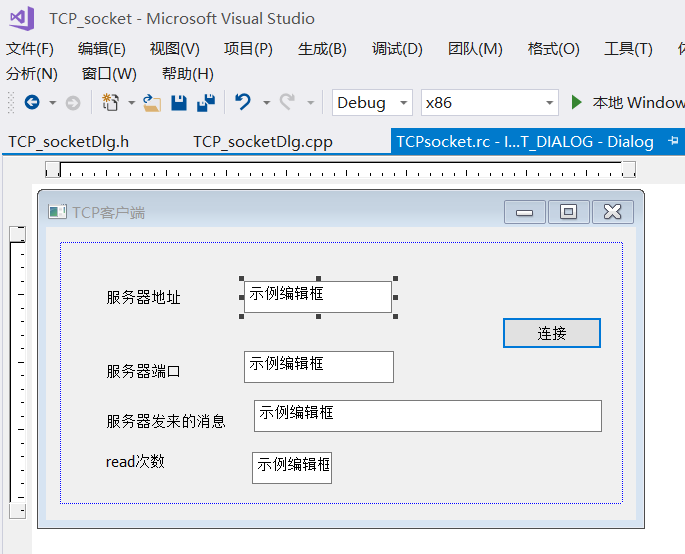 TCP_socket - Microsoft Visual Studio
文件(F) 编辑(E) 视图(V) 项目(P) 生成(B) 调试(D) 团队(M) 格式(O) 工具(T)
分析(N) 窗口(W) 帮助(H)
Debug x86 本地 Window
TCP_socketDlg.h TCP_socketDlg.cpp TCPsocket.rc - I...T_DIALOG - Dialog
TCP客户端
服务器地址 示例编辑框
连接
服务器端口 示例编辑框
服务器发来的消息 示例编辑框
read次数 示例编辑框